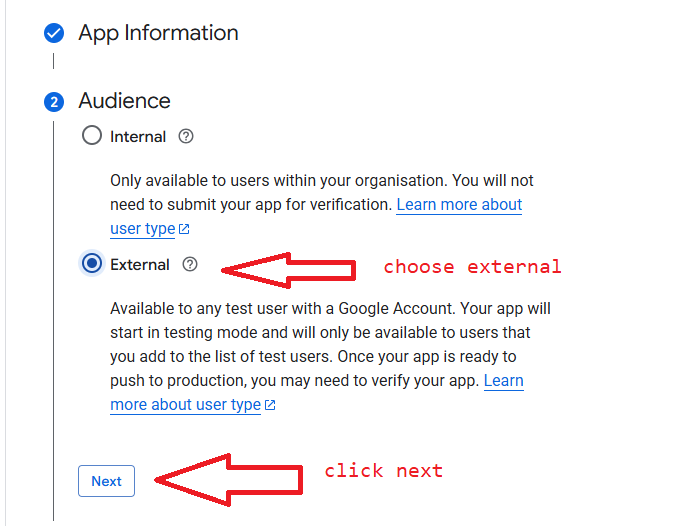 App Information
2 Audience
Internal
Only available to users within your organisation. You will not
need to submit your app for verification. Learn more about
user type
External
choose external
Available to any test user with a Google Account. Your app will
start in testing mode and will only be available to users that
you add to the list of test users. Once your app is ready to
push to production, you may need to verify your app. Learn
more about user type
Next
click next